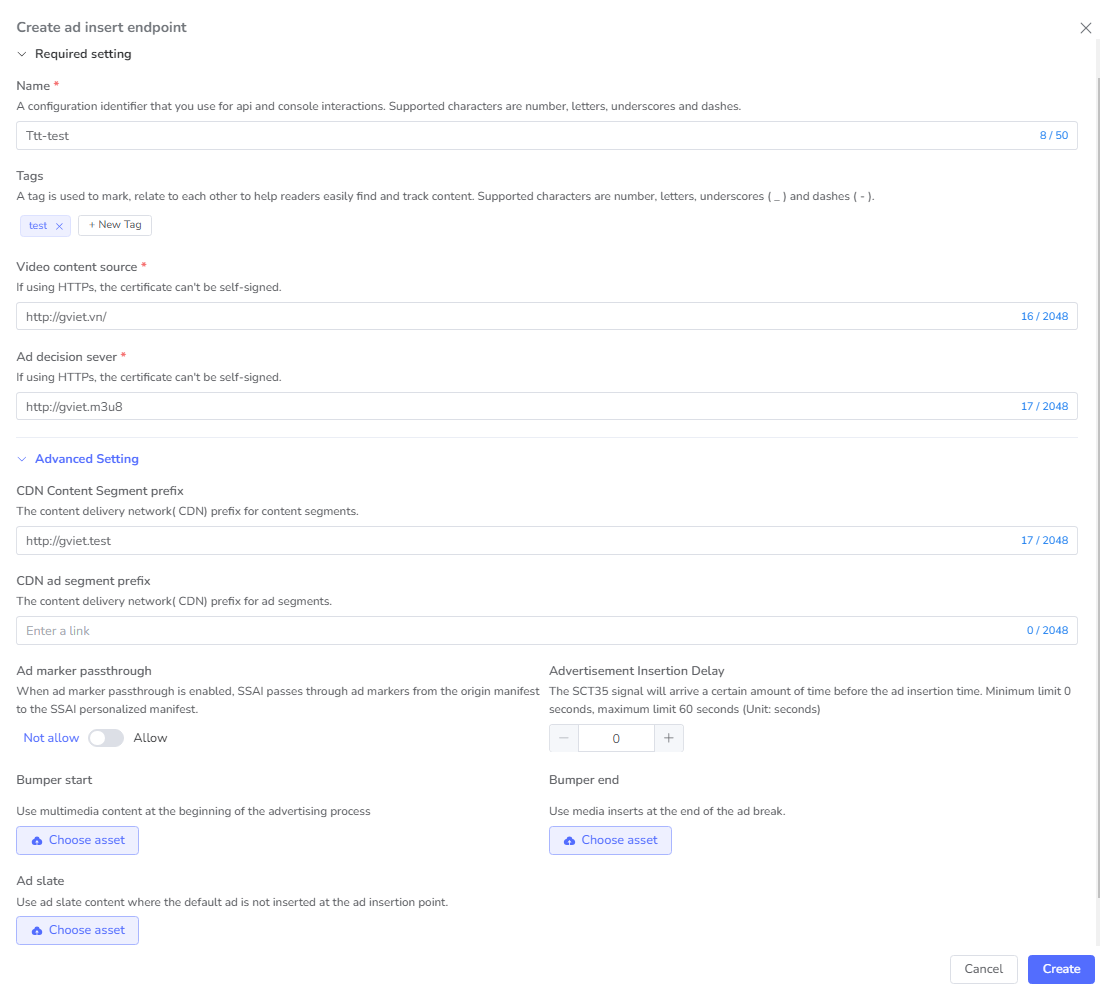 Create ad insert endpoint
Required setting
Name *
A configuration identifier that you use for api and console interactions. Supported characters are number, letters, underscores and dashes.
Ttt-test 8 / 50
Tags
A tag is used to mark, relate to each other to help readers easily find and track content. Supported characters are number, letters, underscores ( _ ) and dashes ( - ).
test × + New Tag
Video content source *
If using HTTPs, the certificate can't be self-signed.
http://gviet.vn/ 16 / 2048
Ad decision sever *
If using HTTPs, the certificate can't be self-signed.
http://gviet.m3u8 17 / 2048
Advanced Setting
CDN Content Segment prefix
The content delivery network( CDN) prefix for content segments.
http://gviet.test 17 / 2048
CDN ad segment prefix
The content delivery network( CDN) prefix for ad segments.
Enter a link 0 / 2048
Ad marker passthrough
When ad marker passthrough is enabled, SSAI passes through ad markers from the origin manifest
to the SSAI personalized manifest.
Not allow Allow
Advertisement Insertion Delay
The SCT35 signal will arrive a certain amount of time before the ad insertion time. Minimum limit 0
seconds, maximum limit 60 seconds (Unit: seconds)
− 0 +
Bumper start
Use multimedia content at the beginning of the advertising process
Choose asset
Bumper end
Use media inserts at the end of the ad break.
Choose asset
Ad slate
Use ad slate content where the default ad is not inserted at the ad insertion point.
Choose asset
Cancel Create